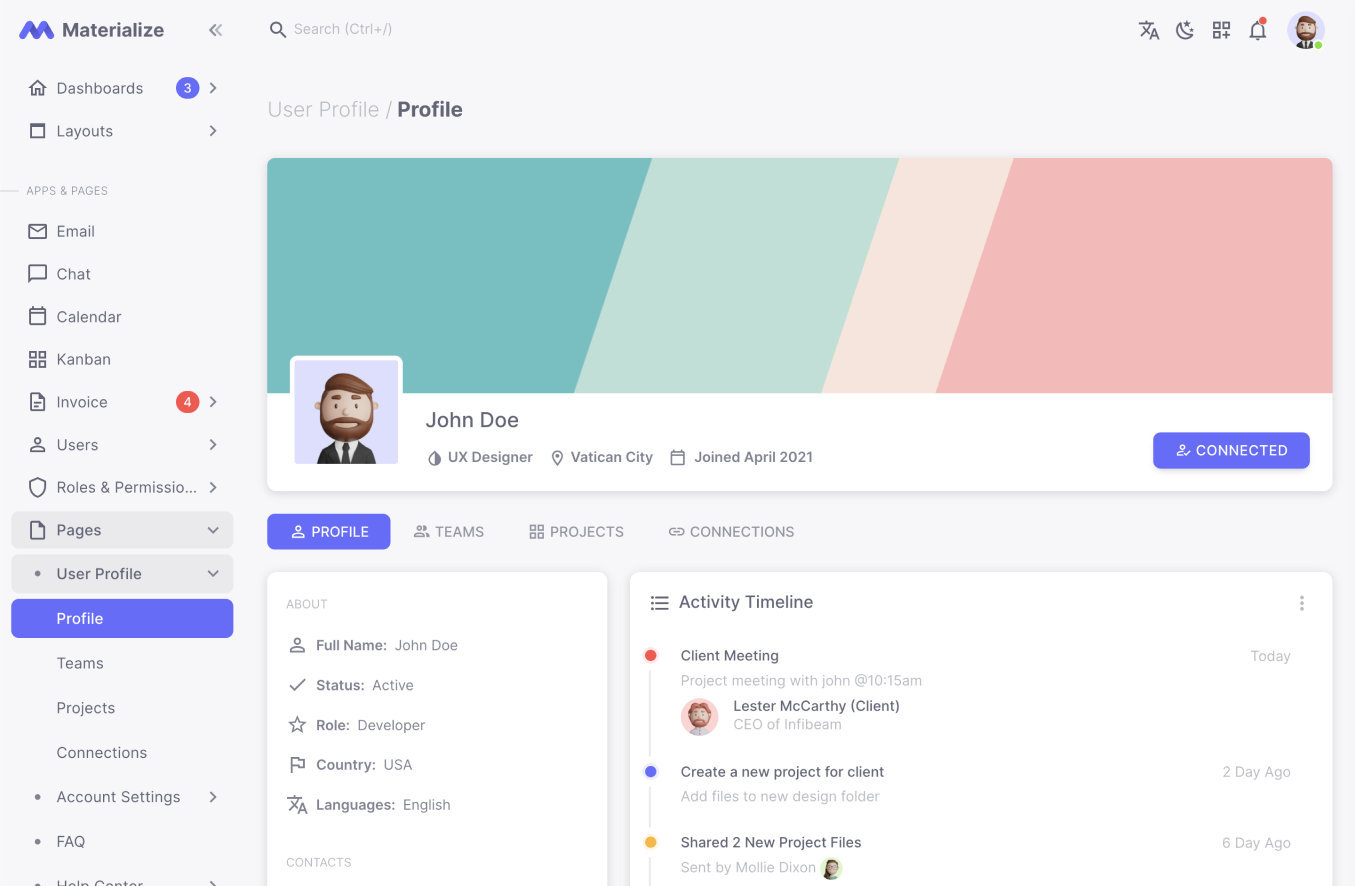 Materialize
Search (Ctrl+/)
Dashboards 3
Layouts
APPS & PAGES
Email
Chat
Calendar
Kanban
Invoice 4
Users
Roles & Permissio...
Pages
User Profile
Profile
Teams
Projects
Connections
Account Settings
FAQ
Help Center
User Profile / Profile
John Doe
UX Designer Vatican City Joined April 2021
CONNECTED
PROFILE TEAMS PROJECTS CONNECTIONS
ABOUT
Full Name: John Doe
Status: Active
Role: Developer
Country: USA
Languages: English
CONTACTS
Activity Timeline
Client Meeting Today
Project meeting with john @10:15am
Lester McCarthy (Client)
CEO of Infibeam
Create a new project for client 2 Day Ago
Add files to new design folder
Shared 2 New Project Files 6 Day Ago
Sent by Mollie Dixon